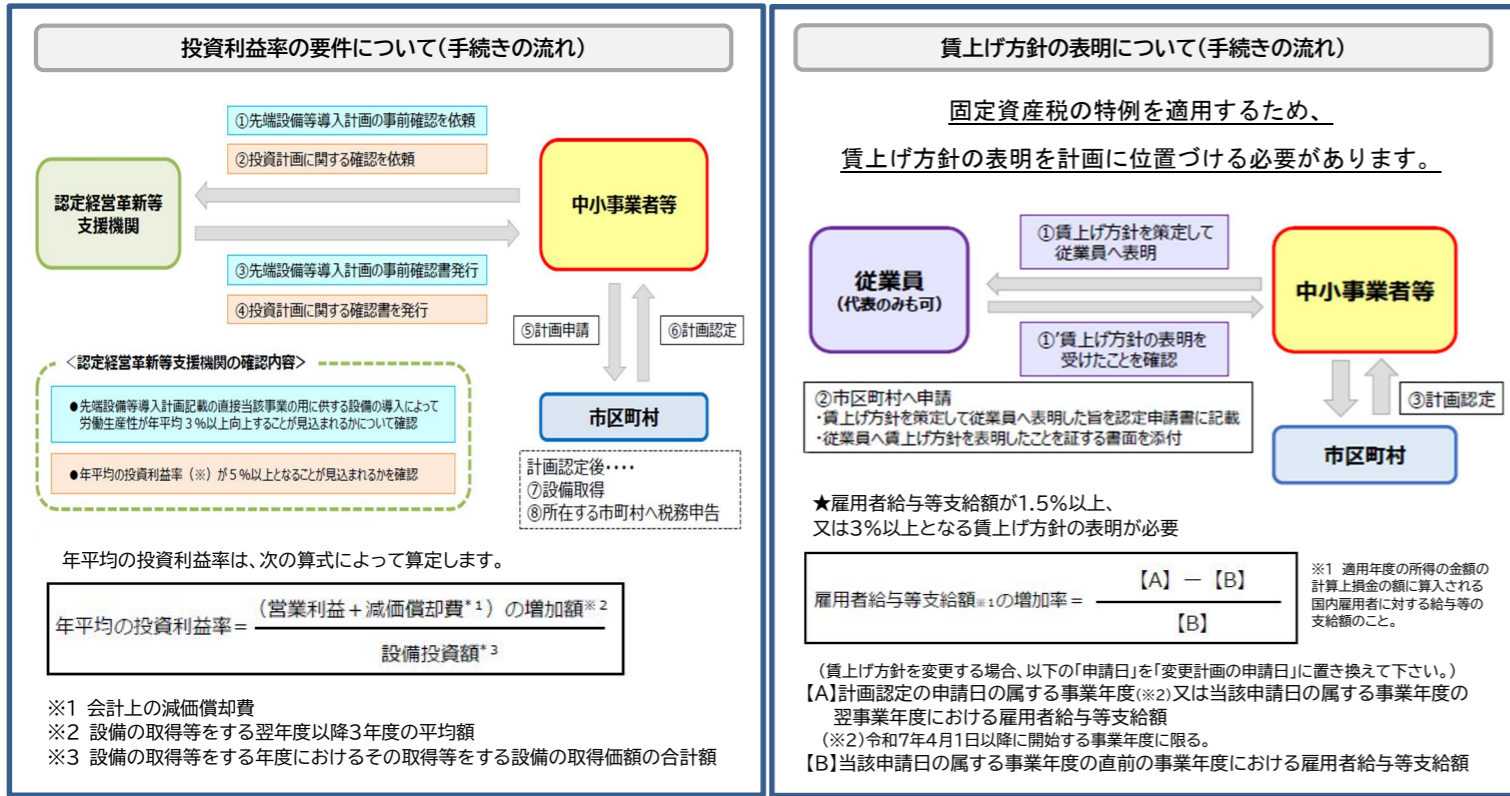 投資利益率の要件について(手続きの流れ)
①先端設備等導入計画の事前確認を依頼
②投資計画に関する確認を依頼
認定経営革新等
支援機関
中小事業者等
③先端設備等導入計画の事前確認書発行
④投資計画に関する確認書を発行
⑤計画申請
⑥計画認定
<認定経営革新等支援機関の確認内容>
●先端設備等導入計画記載の直接当該事業の用に供する設備の導入によって
労働生産性が年平均3%以上向上することが見込まれるかについて確認
●年平均の投資利益率(※)が5%以上となることが見込まれるかを確認
市区町村
計画認定後・・・・
⑦設備取得
⑧所在する市町村へ税務申告
年平均の投資利益率は、次の算式によって算定します。
年平均の投資利益率=
(営業利益+減価償却費*1)の増加額※2
設備投資額*3
※1 会計上の減価償却費
※2 設備の取得等をする翌年度以降3年度の平均額
※3 設備の取得等をする年度におけるその取得等をする設備の取得価額の合計額
賃上げ方針の表明について(手続きの流れ)
固定資産税の特例を適用するため、
賃上げ方針の表明を計画に位置づける必要があります。
①賃上げ方針を策定して
従業員へ表明
従業員
(代表のみも可)
中小事業者等
①’賃上げ方針の表明を
受けたことを確認
②市区町村へ申請
・賃上げ方針を策定して従業員へ表明した旨を認定申請書に記載
・従業員へ賃上げ方針を表明したことを証する書面を添付
③計画認定
市区町村
★雇用者給与等支給額が1.5%以上、
又は3%以上となる賃上げ方針の表明が必要
雇用者給与等支給額※1の増加率=
【A】-【B】
【B】
※1 適用年度の所得の金額の
計算上損金の額に算入される
国内雇用者に対する給与等の
支給額のこと。
(賃上げ方針を変更する場合、以下の「申請日」を「変更計画の申請日」に置き換えて下さい。)
【A】計画認定の申請日の属する事業年度(※2)又は当該申請日の属する事業年度の
翌事業年度における雇用者給与等支給額
(※2)令和7年4月1日以降に開始する事業年度に限る。
【B】当該申請日の属する事業年度の直前の事業年度における雇用者給与等支給額